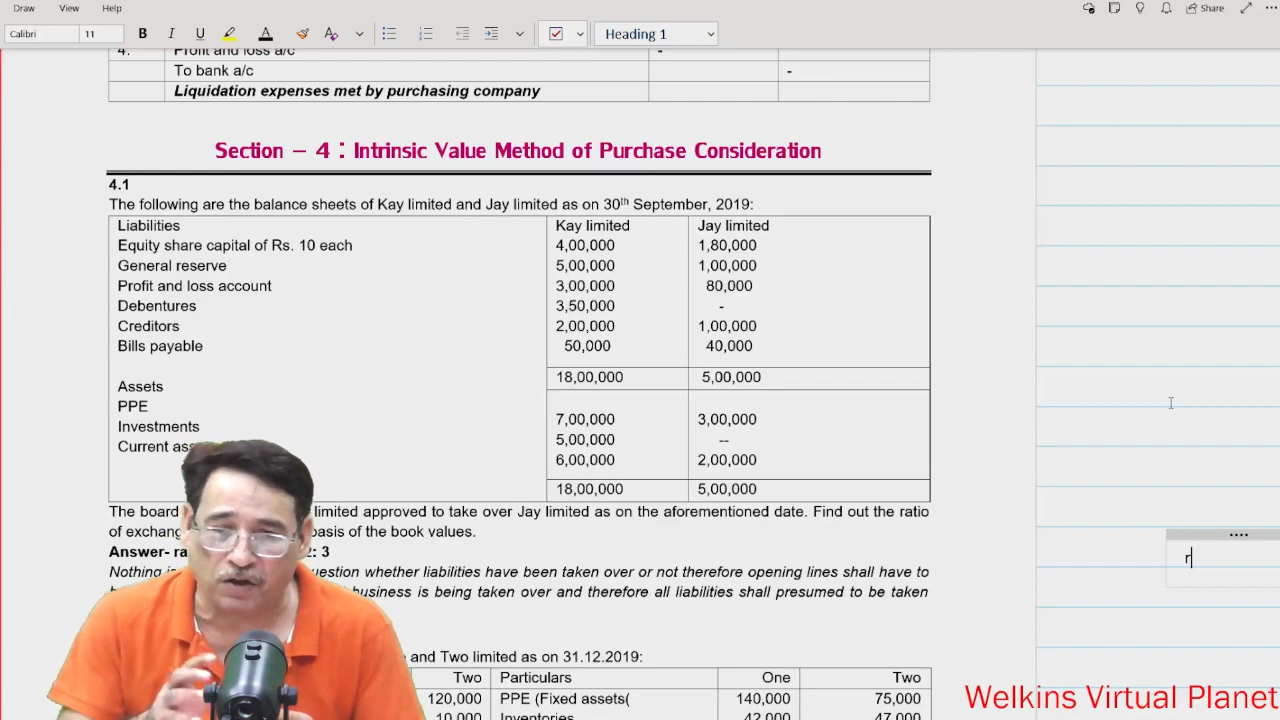 Draw View Help
Share
Calibri 11 B I U A Heading 1
4. Profit and loss a/c -
To bank a/c -
Liquidation expenses met by purchasing company
Section – 4 : Intrinsic Value Method of Purchase Consideration
4.1
The following are the balance sheets of Kay limited and Jay limited as on 30th September, 2019:
Liabilities Kay limited Jay limited
Equity share capital of Rs. 10 each 4,00,000 1,80,000
General reserve 5,00,000 1,00,000
Profit and loss account 3,00,000 80,000
Debentures 3,50,000 -
Creditors 2,00,000 1,00,000
Bills payable 50,000 40,000
18,00,000 5,00,000
Assets
PPE 7,00,000 3,00,000
Investments 5,00,000 --
Current 6,00,000 2,00,000
18,00,000 5,00,000
The board limited approved to take over Jay limited as on the aforementioned date. Find out the ratio
of basis of the book values.
Answer- 2: 3
Nothing whether liabilities have been taken over or not therefore opening lines shall have to
business is being taken over and therefore all liabilities shall presumed to be taken
r
and Two limited as on 31.12.2019:
Two Particulars One Two
120,000 PPE (Fixed assets( 140,000 75,000
10,000 Inventories 42,000 47,000
Welkins Virtual Planet